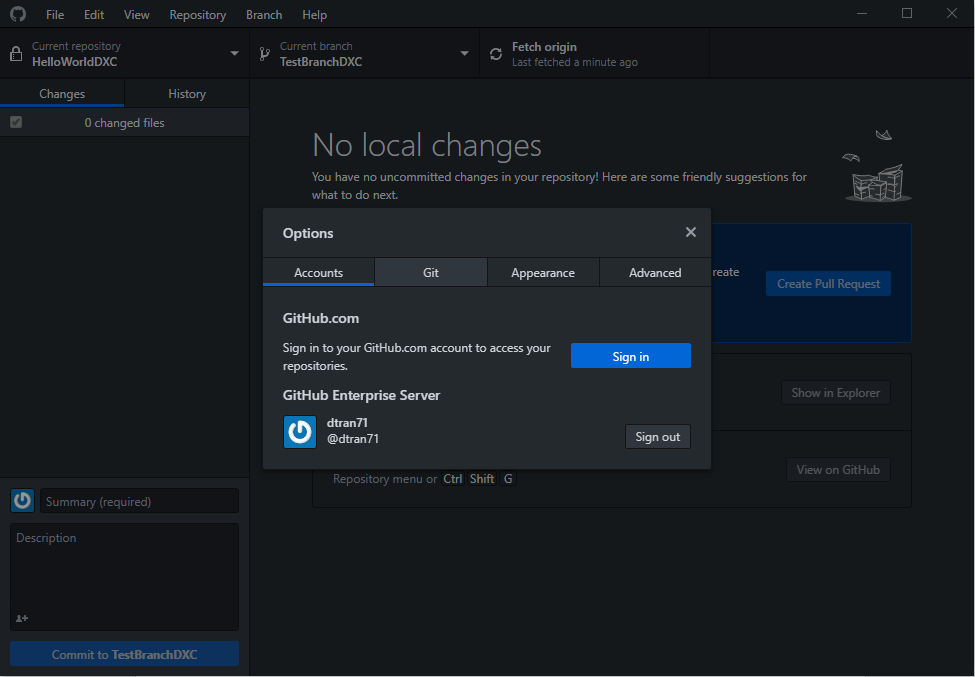 File Edit View Repository Branch Help
Current repository
HelloWorldDXC
Current branch
TestBranchDXC
Fetch origin
Last fetched a minute ago
Changes History
0 changed files
No local changes
You have no uncommitted changes in your repository! Here are some friendly suggestions for
what to do next.
Options
Accounts Git Appearance Advanced
reate
Create Pull Request
GitHub.com
Sign in to your GitHub.com account to access your
repositories.
Sign in
GitHub Enterprise Server
dtran71
@dtran71
Sign out
Show in Explorer
View on GitHub
Repository menu or Ctrl Shift G
Summary (required)
Description
Commit to TestBranchDXC